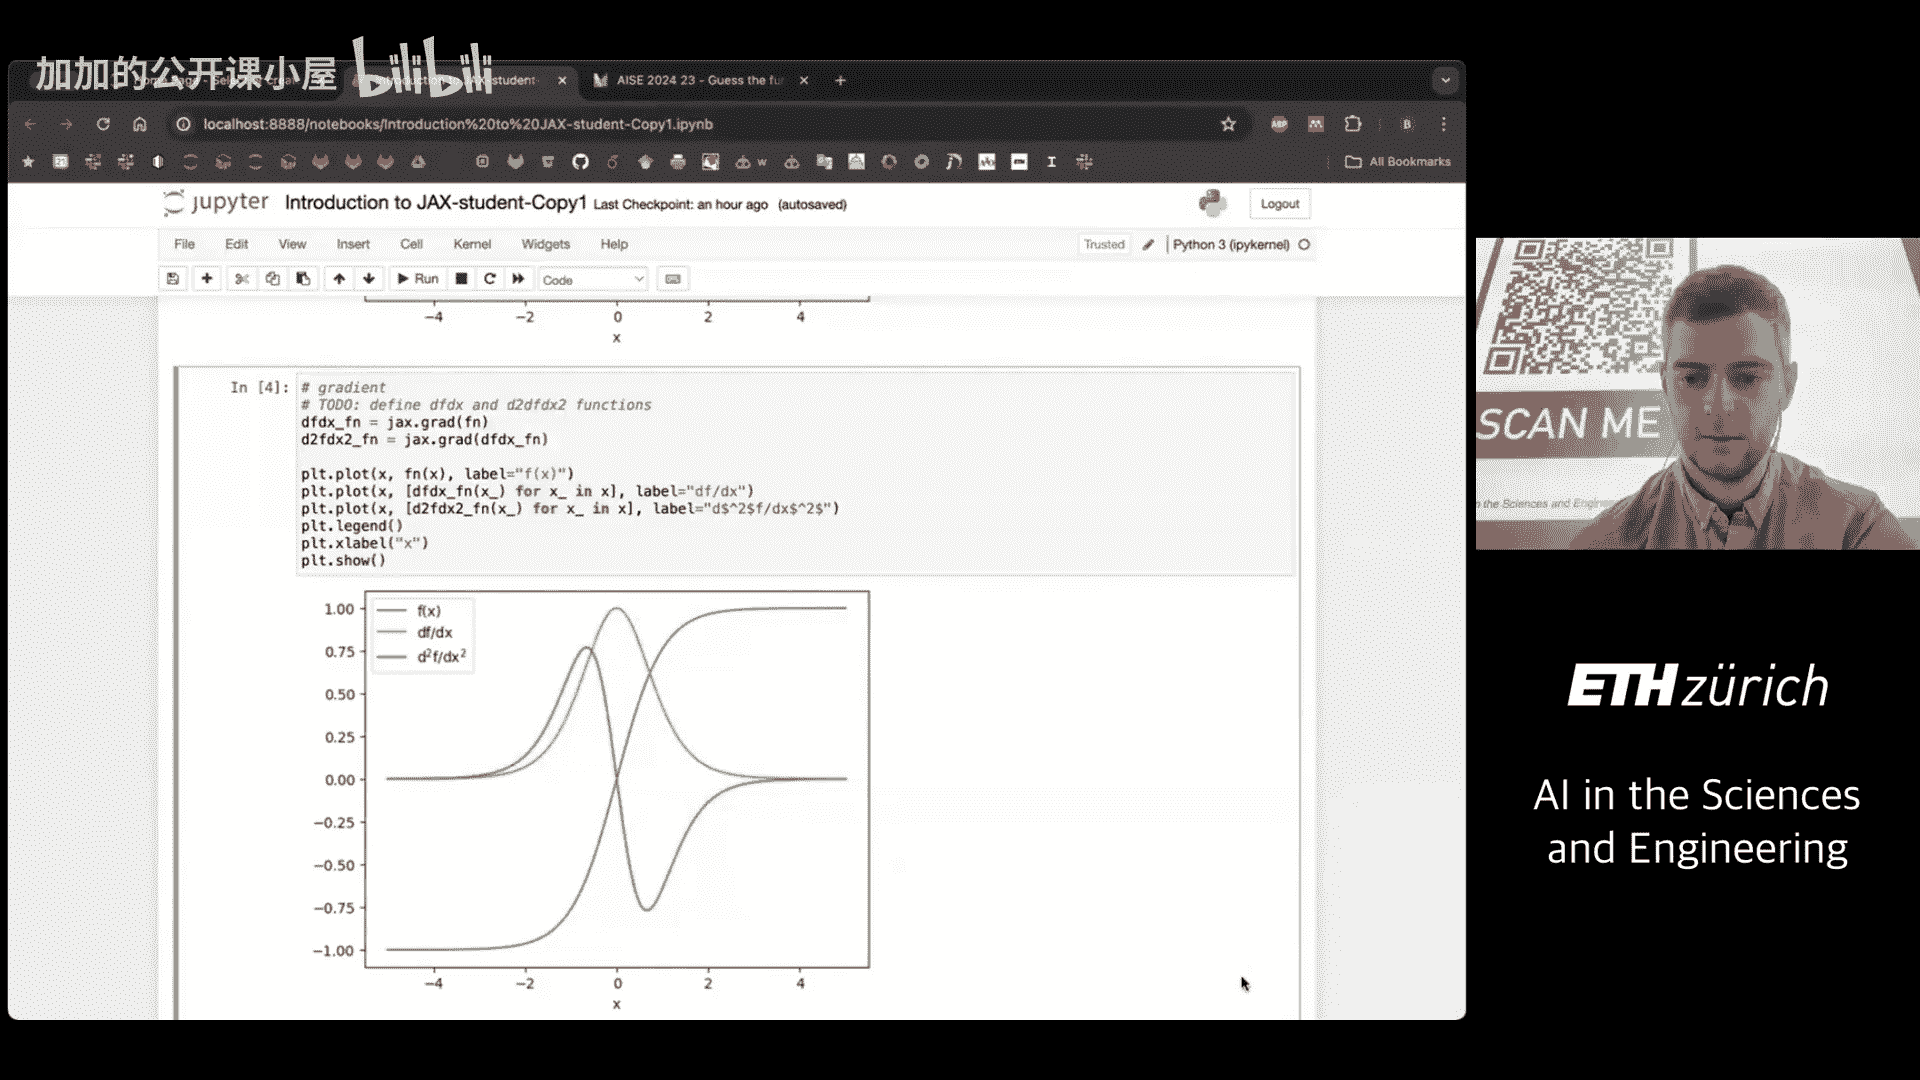 加加的公开课小屋 bilibili
AISE 2024 23 - Guess the fu
localhost:8888/notebooks/Introduction%20to%20JAX-student-Copy1.ipynb
All Bookmarks
jupyter Introduction to JAX-student-Copy1 Last Checkpoint: an hour ago (autosaved)
Logout
File Edit View Insert Cell Kernel Widgets Help
Trusted Python 3 (ipykernel)
Run Code
−4 −2 0 2 4
x
In [4]: # gradient
# TODO: define dfdx and d2dfdx2 functions
dfdx_fn = jax.grad(fn)
d2fdx2_fn = jax.grad(dfdx_fn)
plt.plot(x, fn(x), label="f(x)")
plt.plot(x, [dfdx_fn(x_) for x_ in x], label="df/dx")
plt.plot(x, [d2fdx2_fn(x_) for x_ in x], label="d$^2$f/dx$^2$")
plt.legend()
plt.xlabel("x")
plt.show()
f(x)
df/dx
d²f/dx²
1.00
0.75
0.50
0.25
0.00
−0.25
−0.50
−0.75
−1.00
−4 −2 0 2 4
x
SCAN ME
ETH zürich
AI in the Sciences
and Engineering